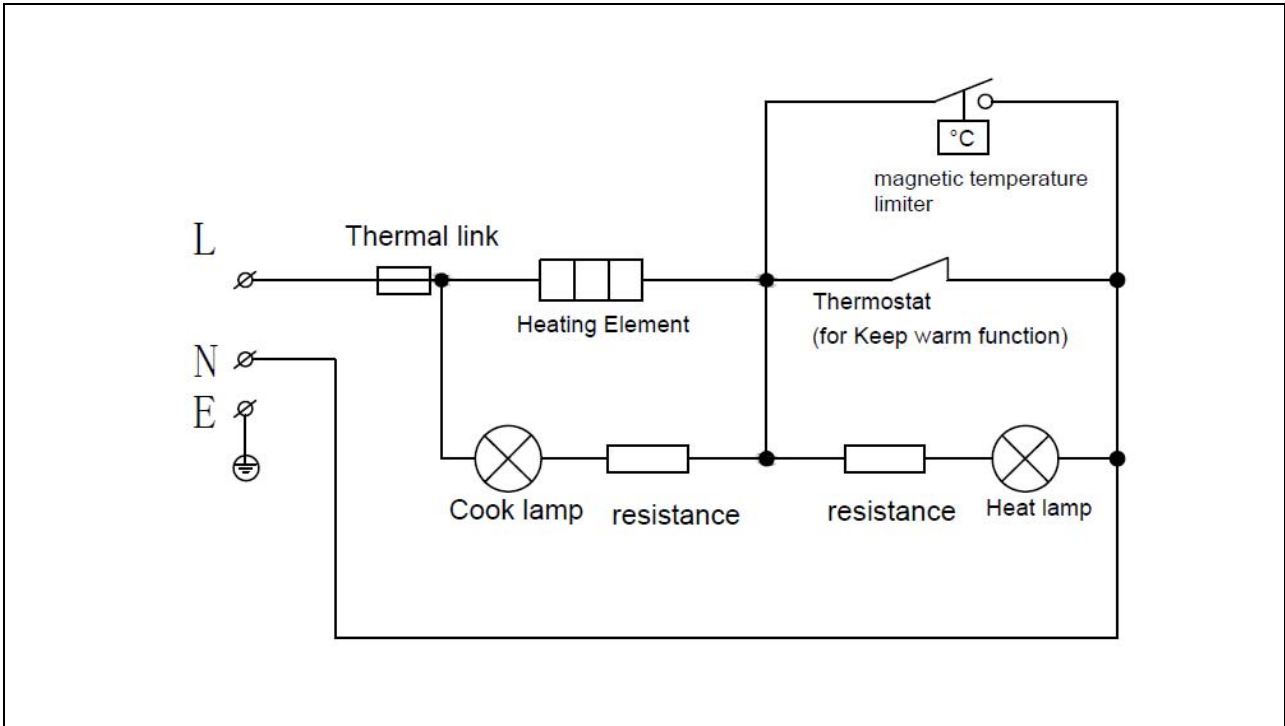 °C
magnetic temperature
limiter
L
Thermal link
Heating Element
Thermostat
(for Keep warm function)
N
E
Cook lamp
resistance
resistance
Heat lamp